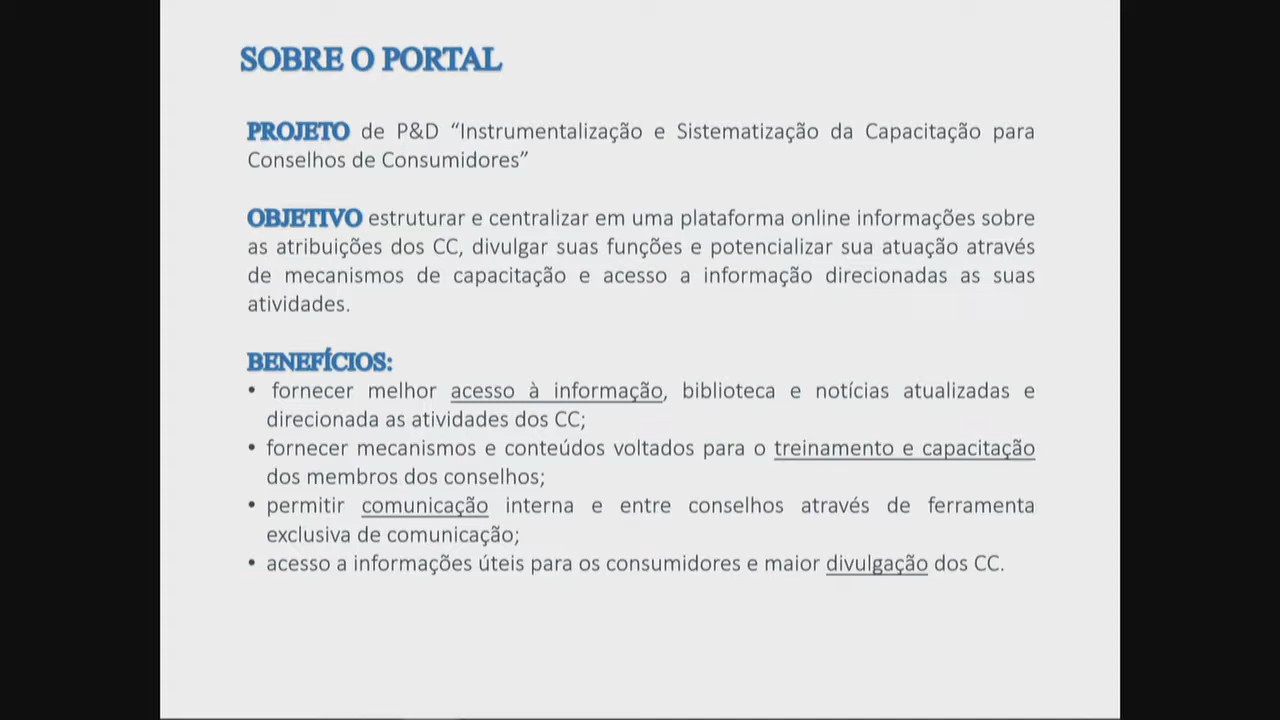 SOBRE O PORTAL
PROJETO de P&D “Instrumentalização e Sistematização da Capacitação para
Conselhos de Consumidores”
OBJETIVO estruturar e centralizar em uma plataforma online informações sobre
as atribuições dos CC, divulgar suas funções e potencializar sua atuação através
de mecanismos de capacitação e acesso a informação direcionadas as suas
atividades.
BENEFÍCIOS:
• fornecer melhor acesso à informação, biblioteca e notícias atualizadas e
direcionada as atividades dos CC;
• fornecer mecanismos e conteúdos voltados para o treinamento e capacitação
dos membros dos conselhos;
• permitir comunicação interna e entre conselhos através de ferramenta
exclusiva de comunicação;
• acesso a informações úteis para os consumidores e maior divulgação dos CC.